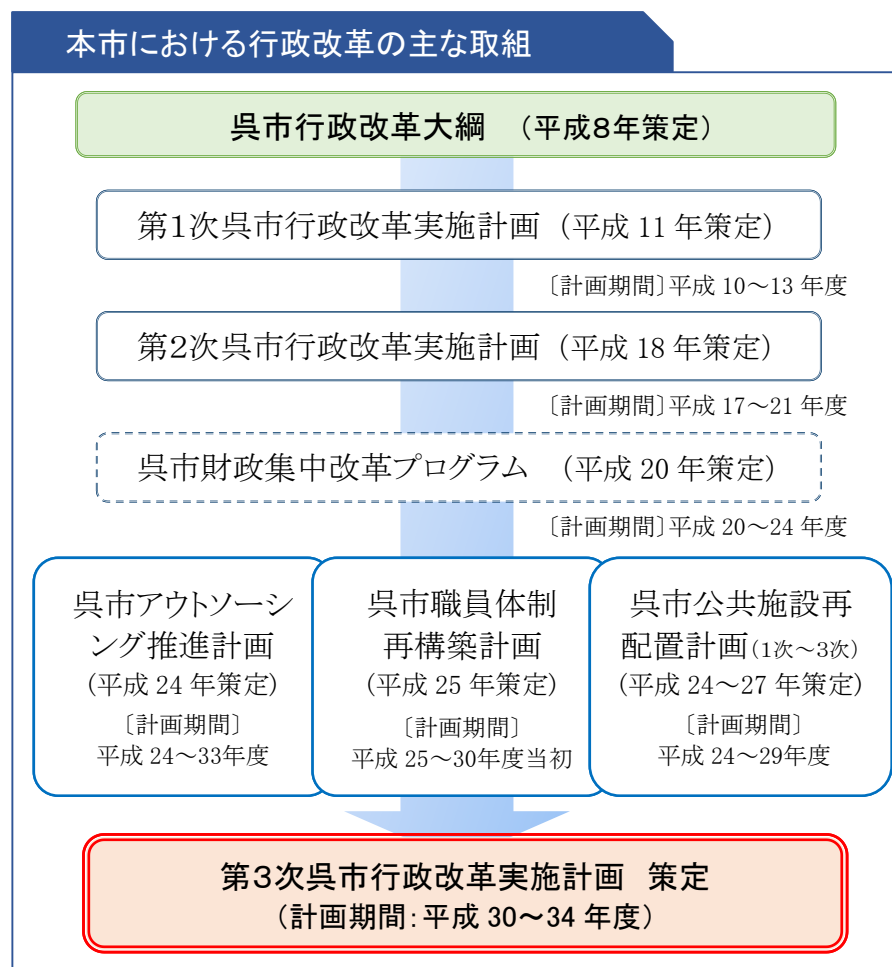 本市における行政改革の主な取組
呉市行政改革大綱　（平成８年策定）
第１次呉市行政改革実施計画（平成 11 年策定）
〔計画期間〕平成 10～13 年度
第２次呉市行政改革実施計画（平成 18 年策定）
〔計画期間〕平成 17～21 年度
呉市財政集中改革プログラム　（平成 20 年策定）
〔計画期間〕平成 20～24 年度
呉市アウトソーシ
ング推進計画
（平成 24 年策定）
〔計画期間〕
平成 24～33年度
呉市職員体制
再構築計画
（平成 25 年策定）
〔計画期間〕
平成 25～30年度当初
呉市公共施設再
配置計画（1次～3次）
（平成 24～27 年策定）
〔計画期間〕
平成 24～29年度
第３次呉市行政改革実施計画　策定
（計画期間：平成 30～34 年度）